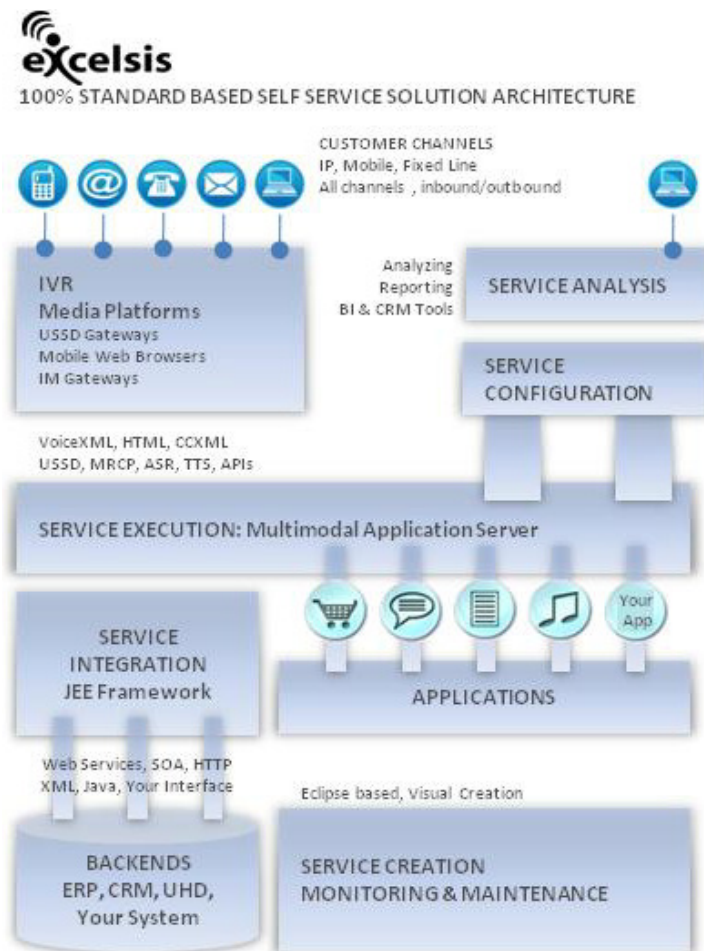 excelsis
100% STANDARD BASED SELF SERVICE SOLUTION ARCHITECTURE
CUSTOMER CHANNELS
IP, Mobile, Fixed Line
All channels , inbound/outbound
IVR
Media Platforms
USSD Gateways
Mobile Web Browsers
IM Gateways
Analyzing
Reporting
BI & CRM Tools
SERVICE ANALYSIS
SERVICE
CONFIGURATION
VoiceXML, HTML, CCXML
USSD, MRCP, ASR, TTS, APIs
SERVICE EXECUTION: Multimodal Application Server
Your
App
SERVICE
INTEGRATION
JEE Framework
APPLICATIONS
Web Services, SOA, HTTP
XML, Java, Your Interface
Eclipse based, Visual Creation
BACKENDS
ERP, CRM, UHD,
Your System
SERVICE CREATION
MONITORING & MAINTENANCE